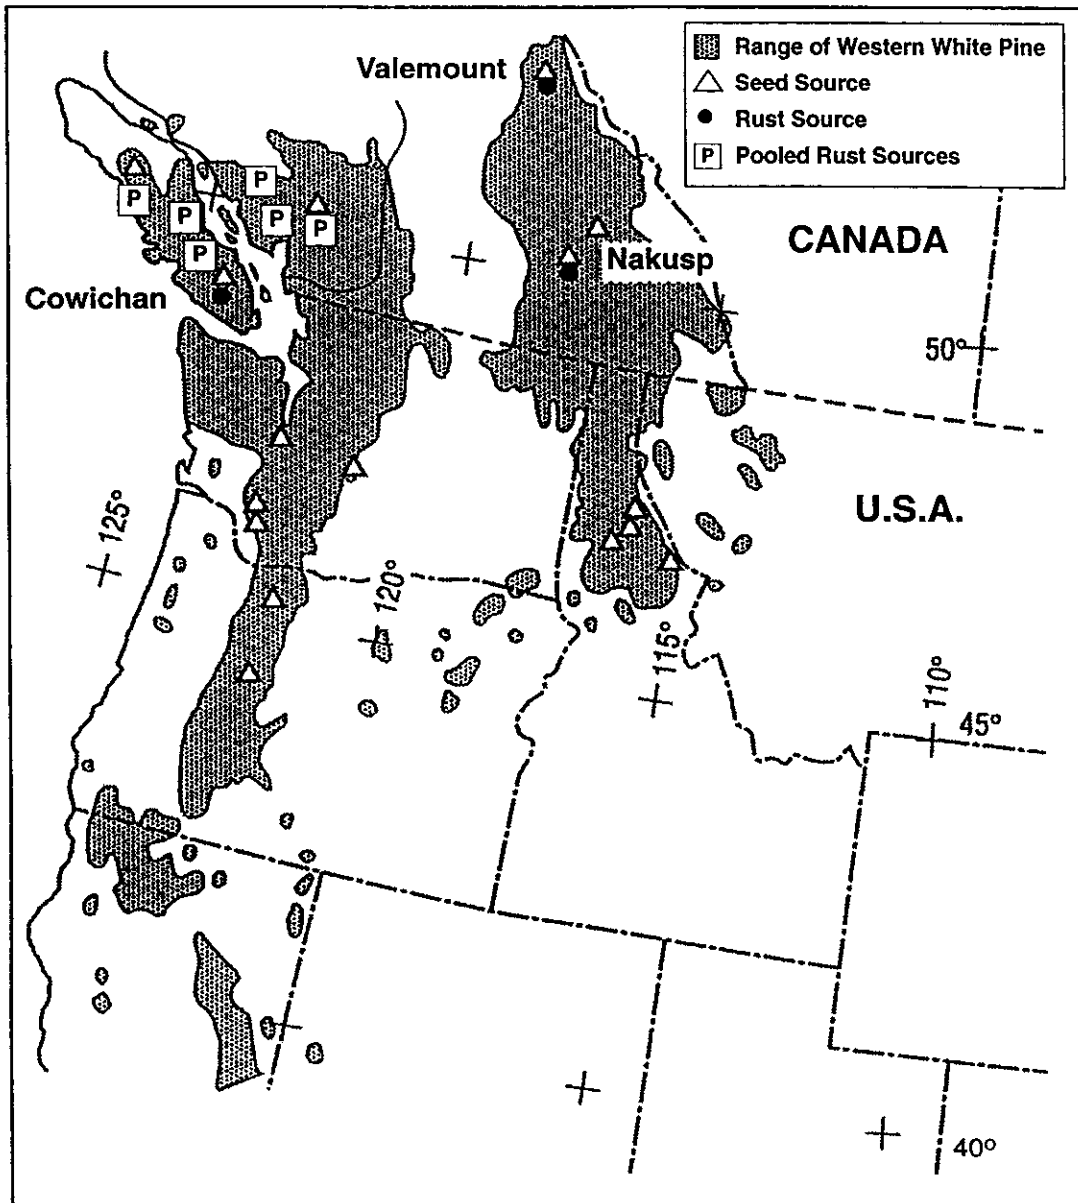 Range of Western White Pine
Seed Source
Rust Source
P Pooled Rust Sources
Valemount
P
P
P
P
P
P
CANADA
Nakusp
Cowichan
50°
U.S.A.
125°
120°
115°
110°
45°
40°